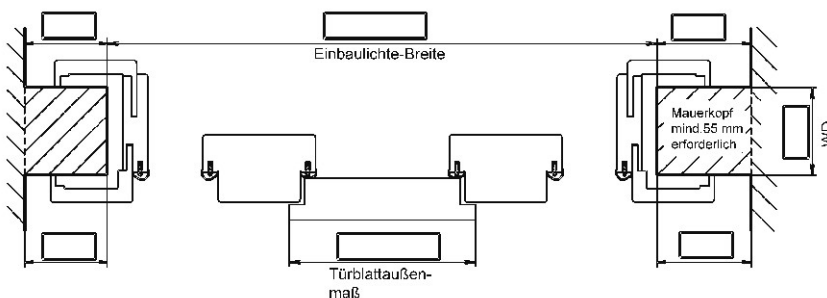 Einbaulichte-Breite
Mauerkopf
mind.55 mm
erforderlich
WD
Türblattaußen-
maß